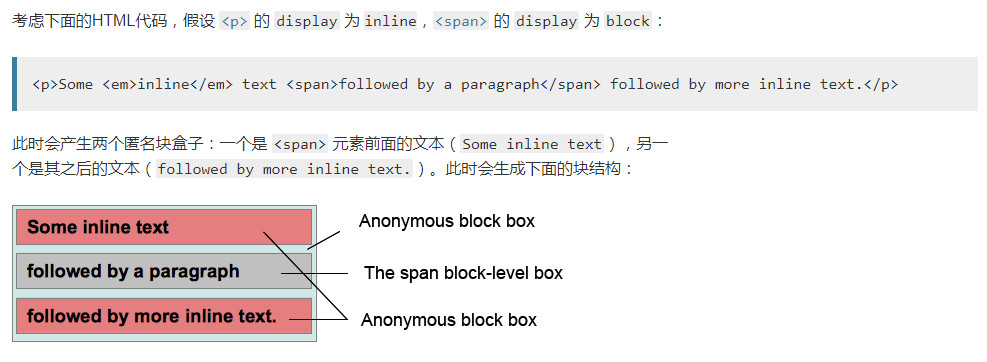 考虑下面的HTML代码，假设 <p> 的 display 为 inline，<span> 的 display 为 block：
<p>Some <em>inline</em> text <span>followed by a paragraph</span> followed by more inline text.</p>
此时会产生两个匿名块盒子：一个是 <span> 元素前面的文本（Some inline text），另一
个是其之后的文本（followed by more inline text.）。此时会生成下面的块结构：
Some inline text
Anonymous block box
followed by a paragraph
The span block-level box
followed by more inline text.
Anonymous block box